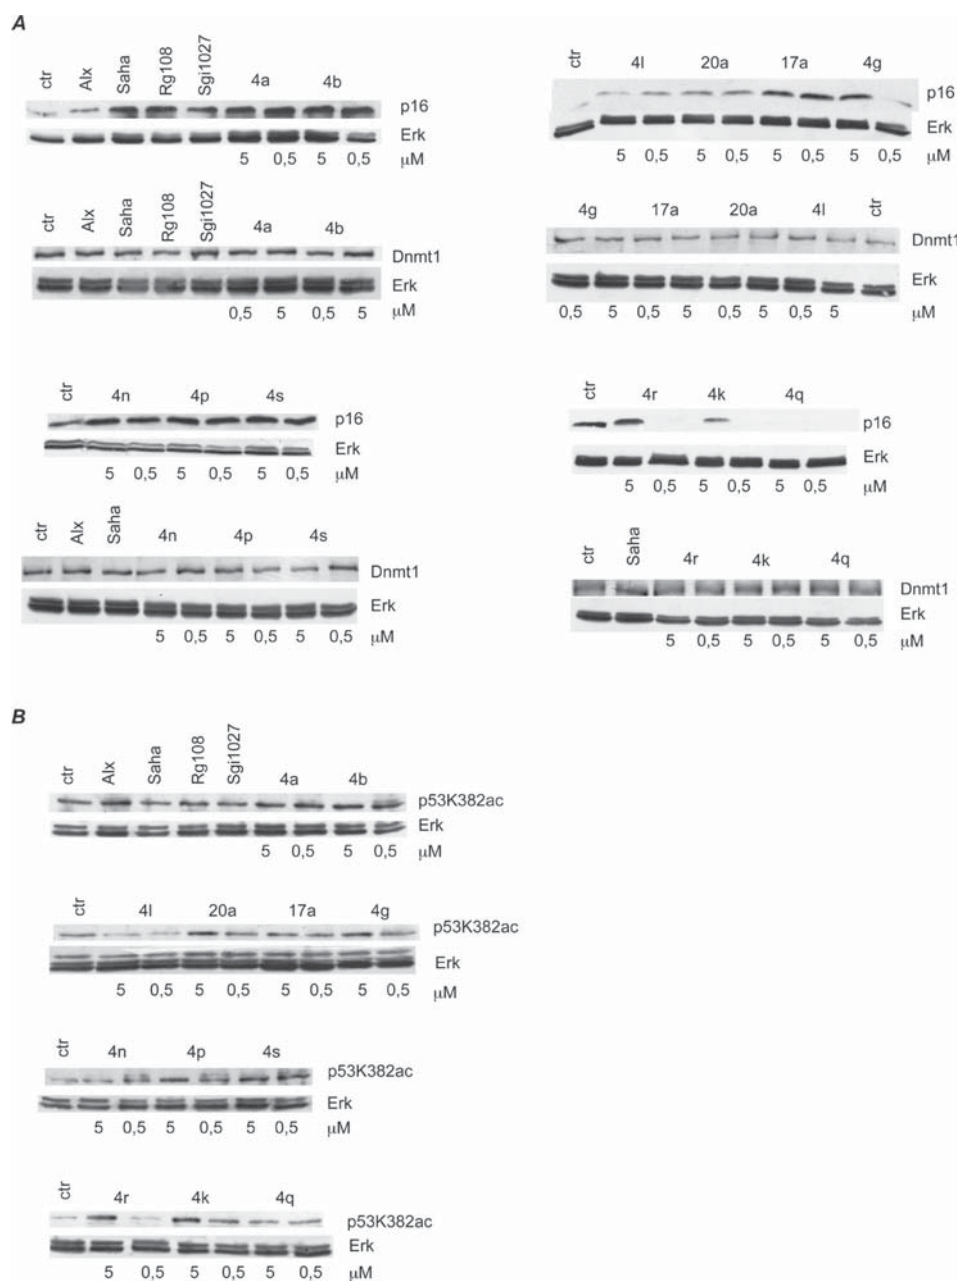 A
ctr Alx Saha Rg108 Sgi1027 4a 4b
p16
Erk
5 0,5 5 0,5 μM
ctr 4l 20a 17a 4g
p16
Erk
5 0,5 5 0,5 5 0,5 5 0,5 μM
ctr Alx Saha Rg108 Sgi1027 4a 4b
Dnmt1
Erk
0,5 5 0,5 5 μM
4g 17a 20a 4l ctr
Dnmt1
Erk
0,5 5 0,5 5 0,5 5 0,5 5 μM
ctr 4n 4p 4s
p16
Erk
5 0,5 5 0,5 5 0,5 μM
ctr 4r 4k 4q
p16
Erk
5 0,5 5 0,5 5 0,5 μM
ctr Alx Saha 4n 4p 4s
Dnmt1
Erk
5 0,5 5 0,5 5 0,5 μM
ctr Saha 4r 4k 4q
Dnmt1
Erk
5 0,5 5 0,5 5 0,5 μM
B
ctr Alx Saha Rg108 Sgi1027 4a 4b
p53K382ac
Erk
5 0,5 5 0,5 μM
ctr 4l 20a 17a 4g
p53K382ac
Erk
5 0,5 5 0,5 5 0,5 5 0,5 μM
ctr 4n 4p 4s
p53K382ac
Erk
5 0,5 5 0,5 5 0,5 μM
ctr 4r 4k 4q
p53K382ac
Erk
5 0,5 5 0,5 5 0,5 μM